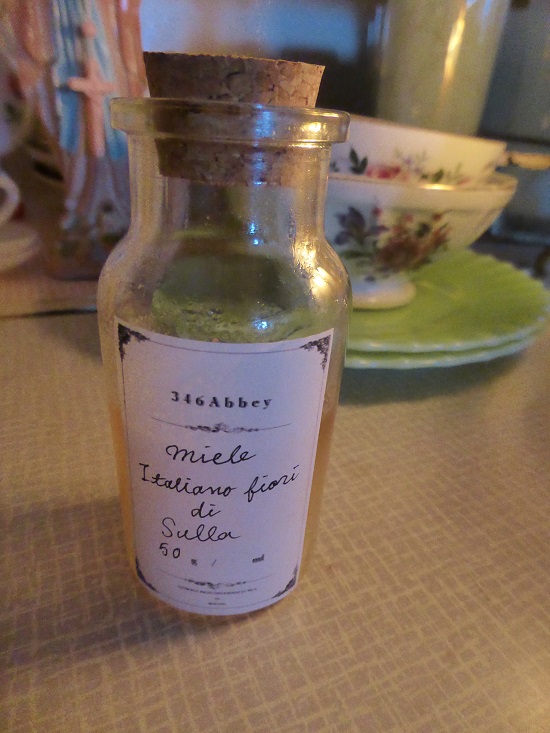 346Abbey
Miele
Italiano fiori
di
Sulla
50 g / ml